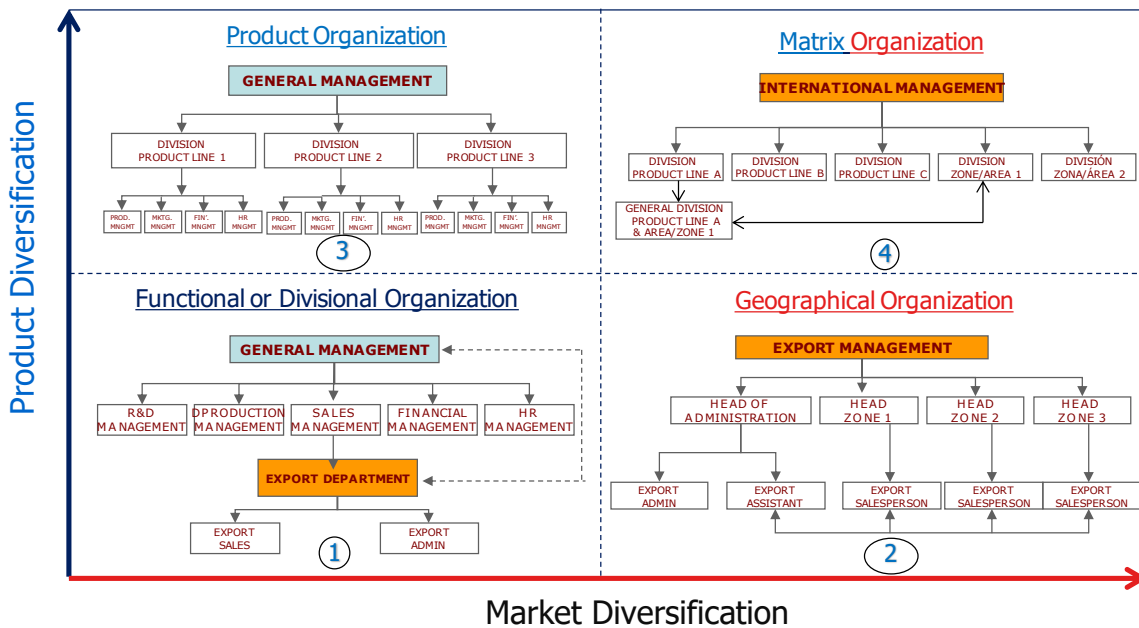 Product Diversification
Product Organization
GENERAL MANAGEMENT
DIVISION
PRODUCT LINE 1
DIVISION
PRODUCT LINE 2
DIVISION
PRODUCT LINE 3
PROD.
MNGMT
MKTG.
MNGMT
FIN'.
MNGMT
HR
MNGMT
PROD.
MNGMT
MKTG.
MNGMT
FIN'.
MNGMT
HR
MNGMT
PROD.
MNGMT
MKTG.
MNGMT
FIN'.
MNGMT
HR
MNGMT
3
Matrix Organization
INTERNATIONAL MANAGEMENT
DIVISION
PRODUCT LINE A
DIVISION
PRODUCT LINE B
DIVISION
PRODUCT LINE C
DIVISION
ZONE/AREA 1
DIVISIÓN
ZONA/ÁREA 2
GENERAL DIVISION
PRODUCT LINE A
& AREA/ZONE 1
4
Functional or Divisional Organization
GENERAL MANAGEMENT
R&D
MANAGEMENT
DPRODUCTION
MANAGEMENT
SALES
MANAGEMENT
FINANCIAL
MANAGEMENT
HR
MANAGEMENT
EXPORT DEPARTMENT
EXPORT
SALES
EXPORT
ADMIN
1
Geographical Organization
EXPORT MANAGEMENT
HEAD OF
ADMINISTRATION
HEAD
ZONE 1
HEAD
ZONE 2
HEAD
ZONE 3
EXPORT
ADMIN
EXPORT
ASSISTANT
EXPORT
SALESPERSON
EXPORT
SALESPERSON
EXPORT
SALESPERSON
2
Market Diversification